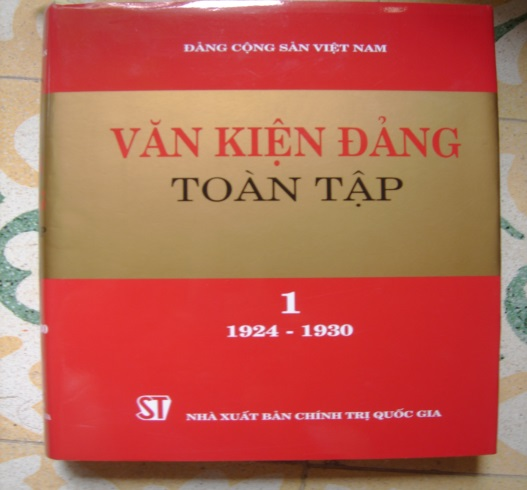 ĐẢNG CỘNG SẢN VIỆT NAM
VĂN KIỆN ĐẢNG
TOÀN TẬP
1
1924 - 1930
ST
NHÀ XUẤT BẢN CHÍNH TRỊ QUỐC GIA